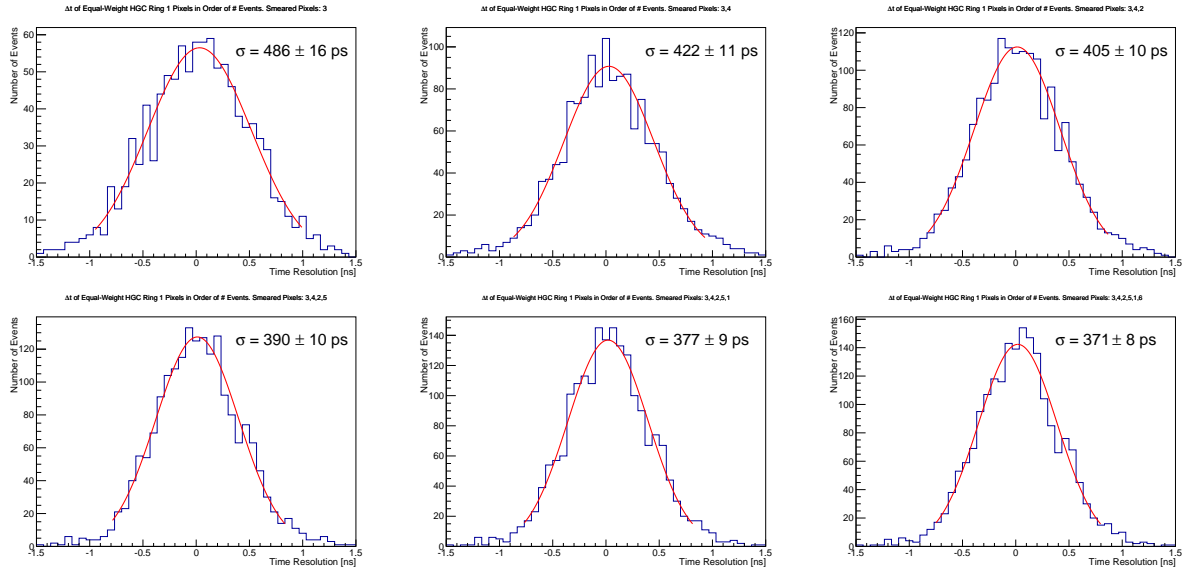 Δt of Equal-Weight HGC Ring 1 Pixels in Order of # Events. Smeared Pixels: 3
Number of Events
σ = 486 ± 16 ps
60
50
40
30
20
10
0
-1.5 -1 -0.5 0 0.5 1 1.5
Time Resolution [ns]
Δt of Equal-Weight HGC Ring 1 Pixels in Order of # Events. Smeared Pixels: 3,4
Number of Events
σ = 422 ± 11 ps
100
80
60
40
20
0
-1.5 -1 -0.5 0 0.5 1 1.5
Time Resolution [ns]
Δt of Equal-Weight HGC Ring 1 Pixels in Order of # Events. Smeared Pixels: 3,4,2
Number of Events
σ = 405 ± 10 ps
120
100
80
60
40
20
0
-1.5 -1 -0.5 0 0.5 1 1.5
Time Resolution [ns]
Δt of Equal-Weight HGC Ring 1 Pixels in Order of # Events. Smeared Pixels: 3,4,2,5
Number of Events
σ = 390 ± 10 ps
120
100
80
60
40
20
0
-1.5 -1 -0.5 0 0.5 1 1.5
Time Resolution [ns]
Δt of Equal-Weight HGC Ring 1 Pixels in Order of # Events. Smeared Pixels: 3,4,2,5,1
Number of Events
σ = 377 ± 9 ps
140
120
100
80
60
40
20
0
-1.5 -1 -0.5 0 0.5 1 1.5
Time Resolution [ns]
Δt of Equal-Weight HGC Ring 1 Pixels in Order of # Events. Smeared Pixels: 3,4,2,5,1,6
Number of Events
σ = 371± 8 ps
160
140
120
100
80
60
40
20
0
-1.5 -1 -0.5 0 0.5 1 1.5
Time Resolution [ns]